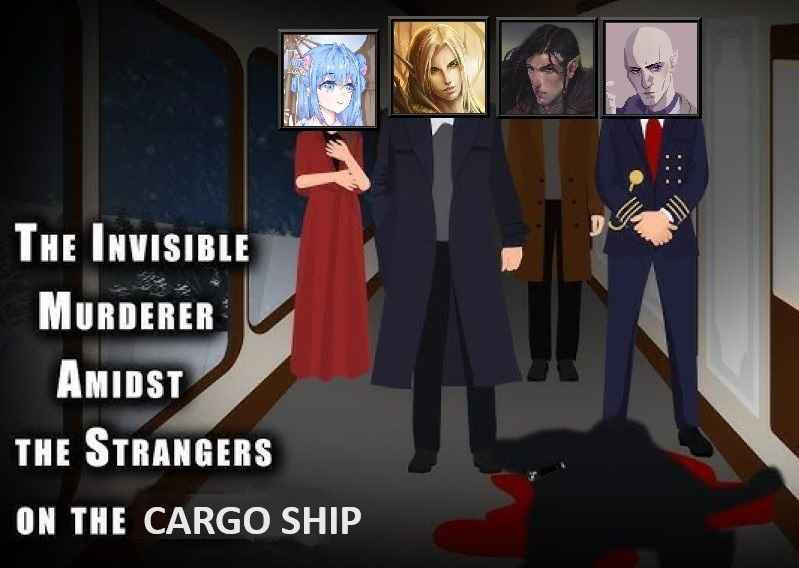 The Invisible
Murderer
Amidst
the Strangers
on the CARGO SHIP